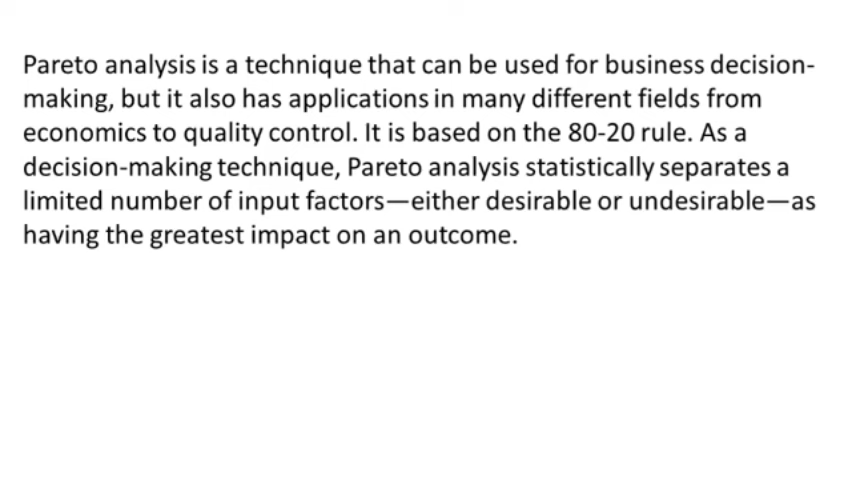 Pareto analysis is a technique that can be used for business decision-
making, but it also has applications in many different fields from
economics to quality control. It is based on the 80-20 rule. As a
decision-making technique, Pareto analysis statistically separates a
limited number of input factors—either desirable or undesirable—as
having the greatest impact on an outcome.